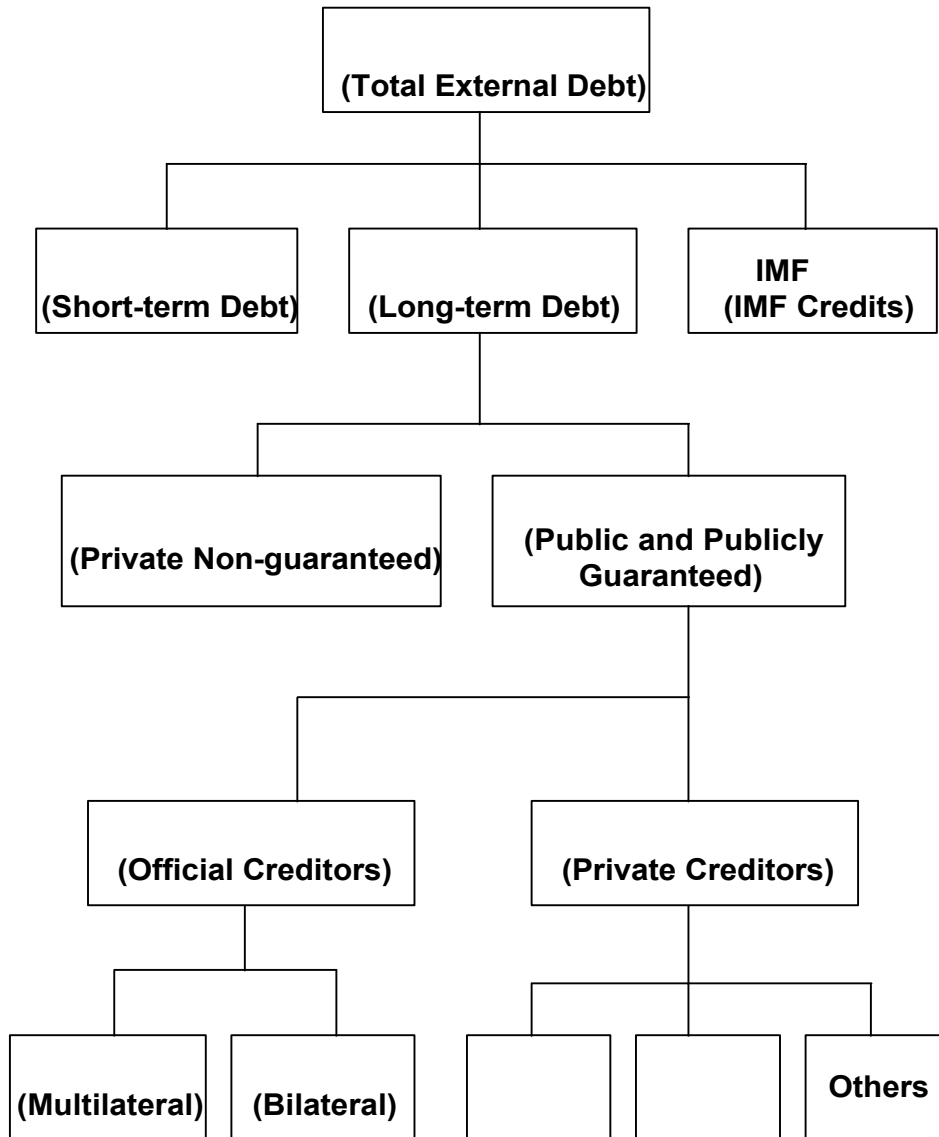 (Total External Debt)
(Short-term Debt)
(Long-term Debt)
IMF
(IMF Credits)
(Private Non-guaranteed)
(Public and Publicly
Guaranteed)
(Official Creditors)
(Private Creditors)
(Multilateral)
(Bilateral)
Others